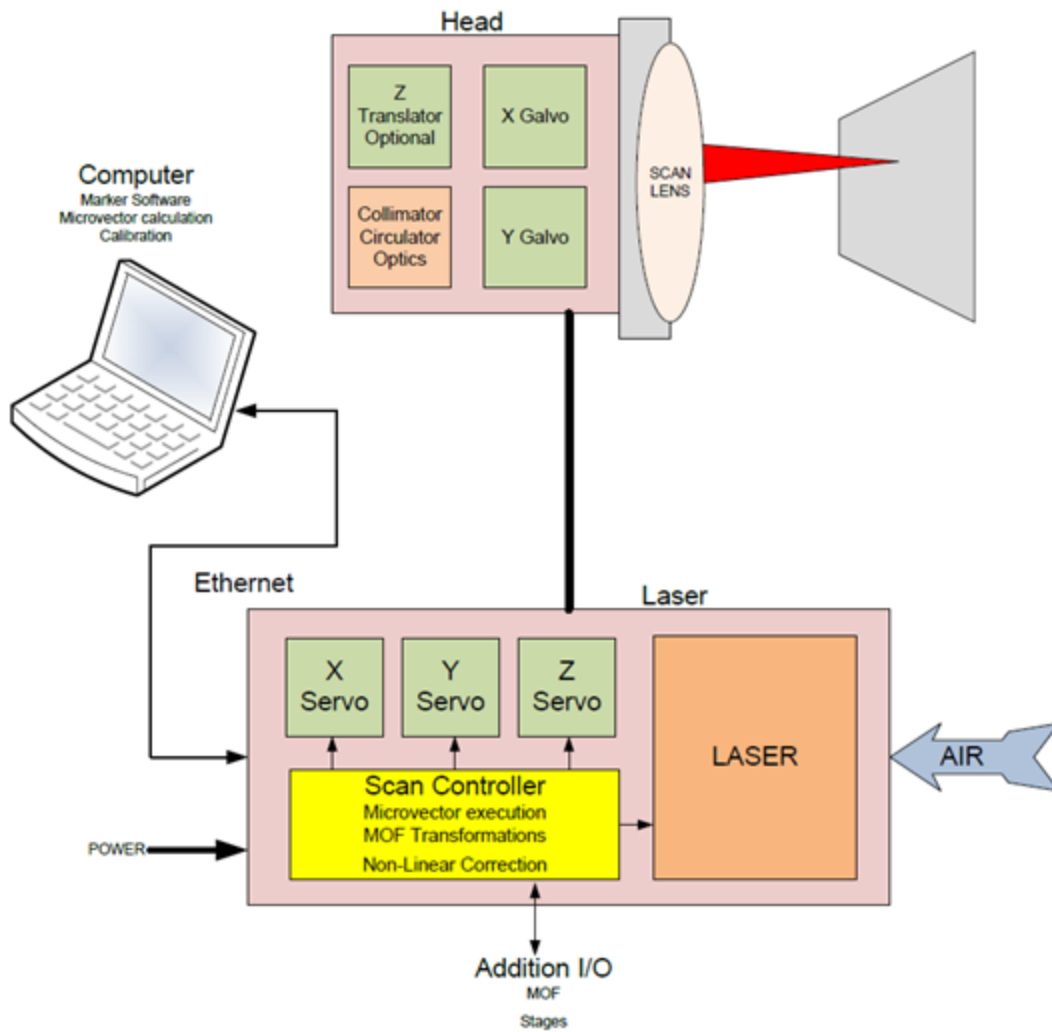 Head
Z
Translator
Optional
X Galvo
Collimator
Circulator
Optics
Y Galvo
SCAN
LENS
Computer
Marker Software
Microvector calculation
Calibration
Ethernet
Laser
X
Servo
Y
Servo
Z
Servo
LASER
AIR
Scan Controller
Microvector execution
MOF Transformations
Non-Linear Correction
POWER
Addition I/O
MOF
Stages